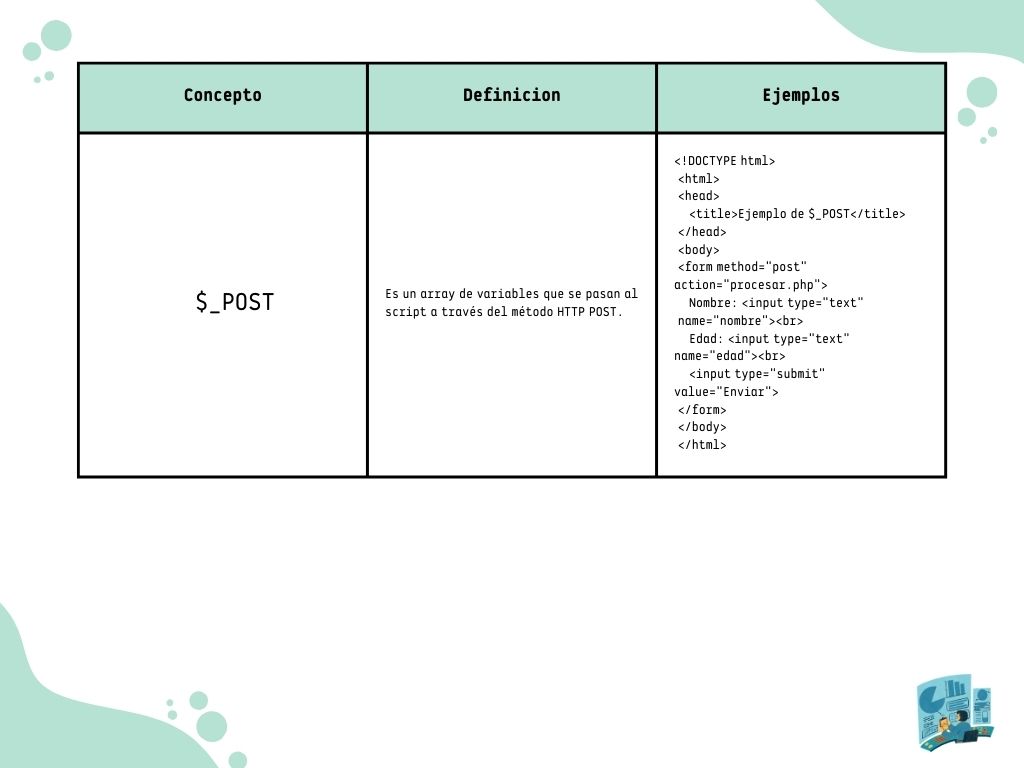 Concepto
Definicion
Ejemplos
$_POST
Es un array de variables que se pasan al
script a través del método HTTP POST.
<!DOCTYPE html>
<html>
<head>
<title>Ejemplo de $_POST</title>
</head>
<body>
<form method="post"
action="procesar.php">
Nombre: <input type="text"
name="nombre"><br>
Edad: <input type="text"
name="edad"><br>
<input type="submit"
value="Enviar">
</form>
</body>
</html>